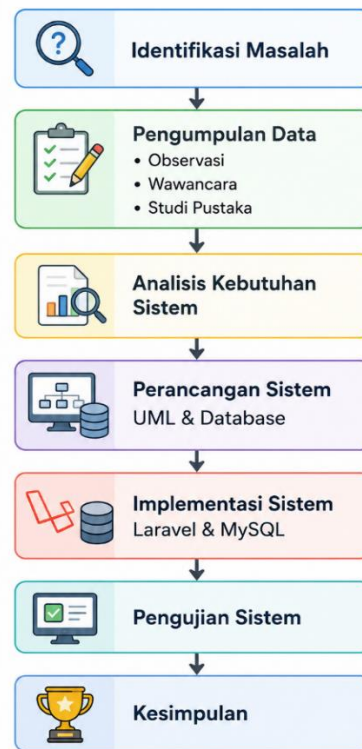 Identifikasi Masalah
Pengumpulan Data
• Observasi
• Wawancara
• Studi Pustaka
Analisis Kebutuhan
Sistem
Perancangan Sistem
UML & Database
Implementasi Sistem
Laravel & MySQL
Pengujian Sistem
Kesimpulan